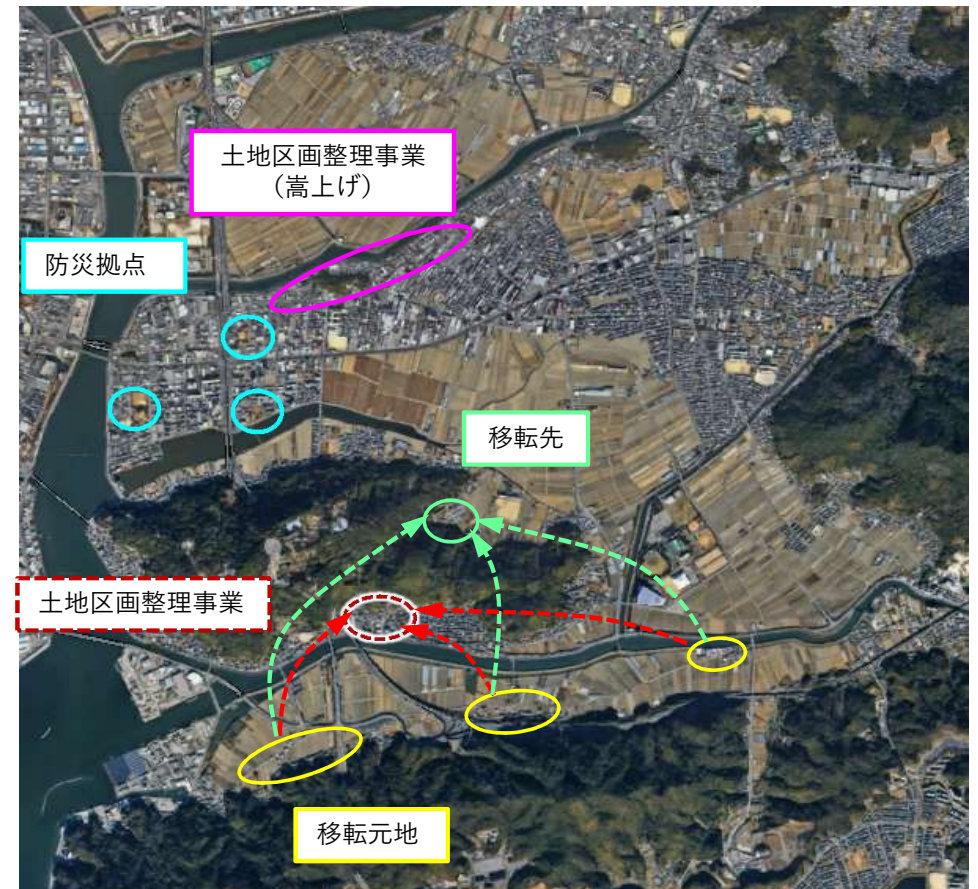 土地区画整理事業
（嵩上げ）
防災拠点
移転先
土地区画整理事業
移転元地